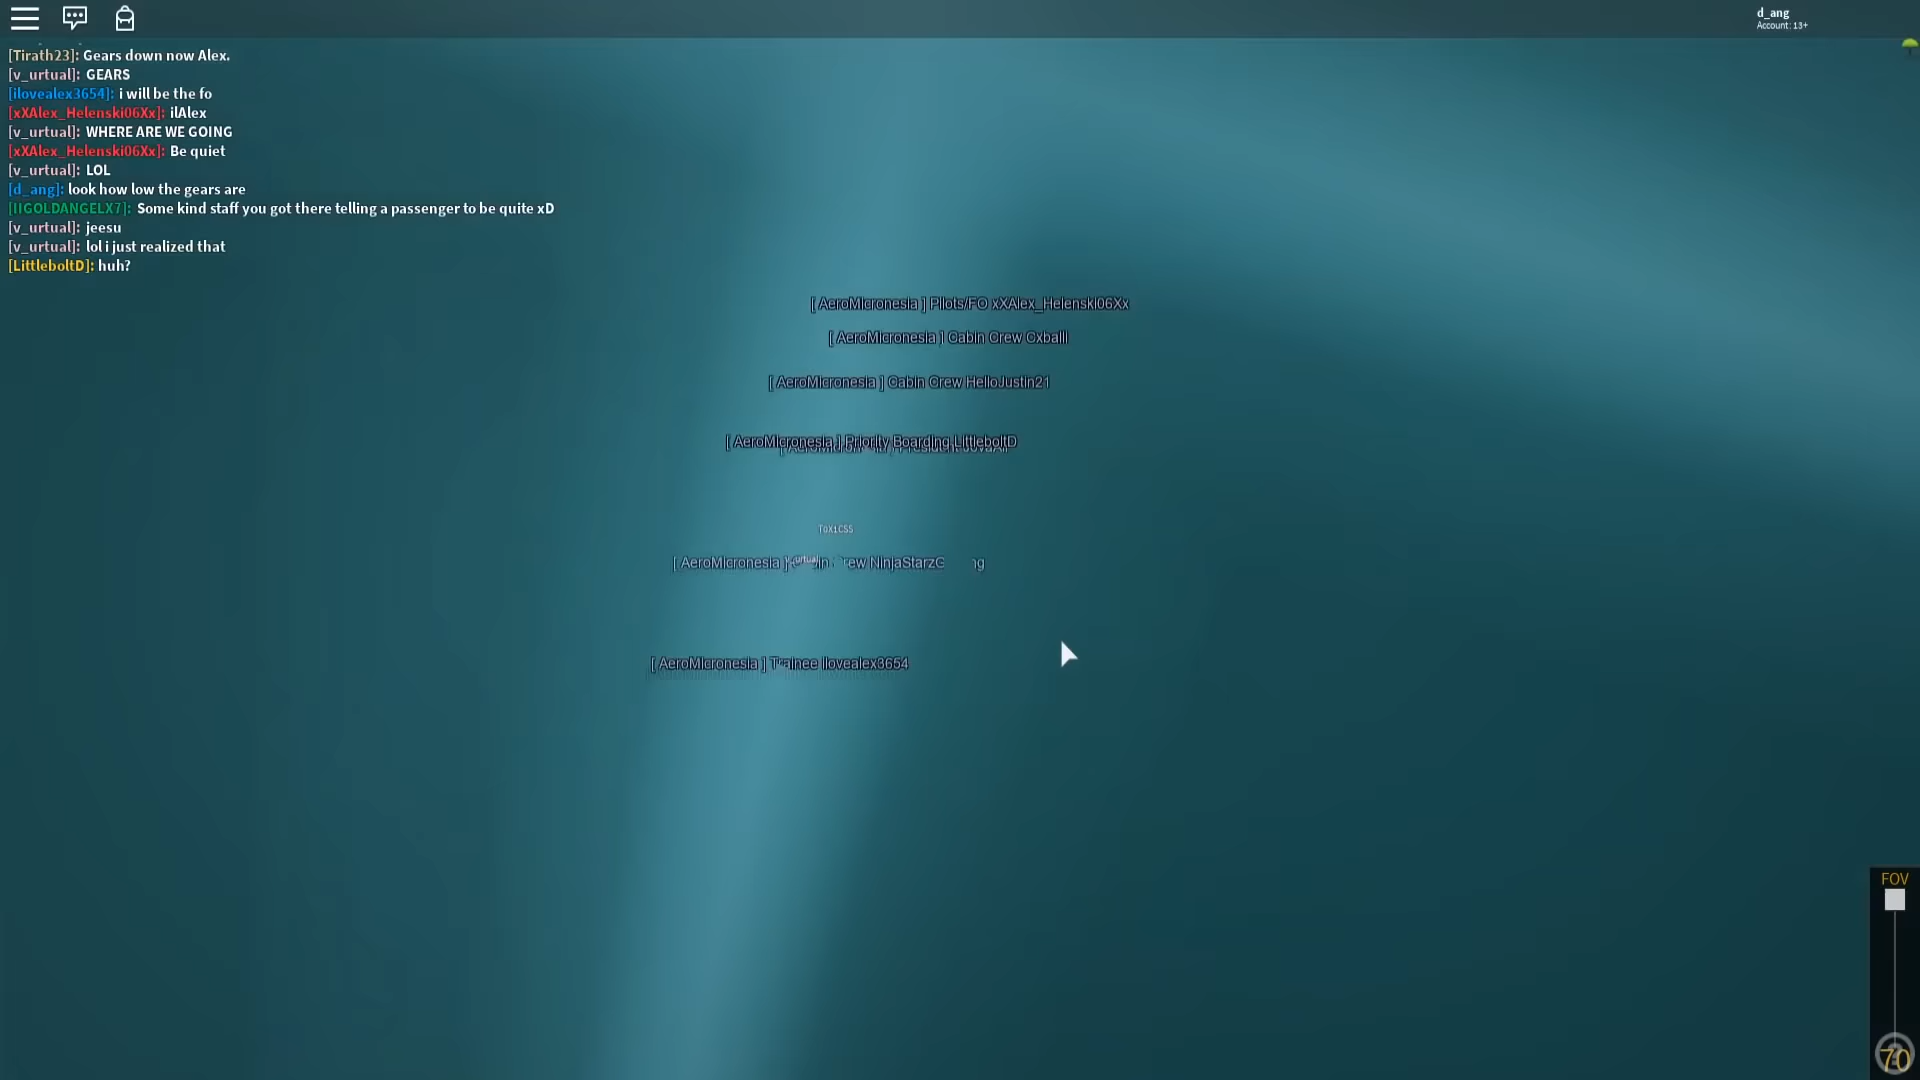 d_ang
Account: 13+
[Tirath23]: Gears down now Alex.
[v_urtual]: GEARS
[ilovealex3654]: i will be the fo
[xXAlex_Helenski06Xx]: ilAlex
[v_urtual]: WHERE ARE WE GOING
[xXAlex_Helenski06Xx]: Be quiet
[v_urtual]: LOL
[d_ang]: look how low the gears are
[IIGOLDANGELX7]: Some kind staff you got there telling a passenger to be quite xD
[v_urtual]: jeesu
[v_urtual]: lol i just realized that
[LittleboltD]: huh?
[ AeroMicronesia ] Pilots/FO xXAlex_Helenski06Xx
[ AeroMicronesia ] Cabin Crew Cxballl
[ AeroMicronesia ] Cabin Crew HelloJustin21
[ AeroMicronesia ] Priority Boarding LittleboltD
ToxiCSS
[ AeroMicronesia ]
[ AeroMicronesia ] Trainee ilovealex3654
FOV
70